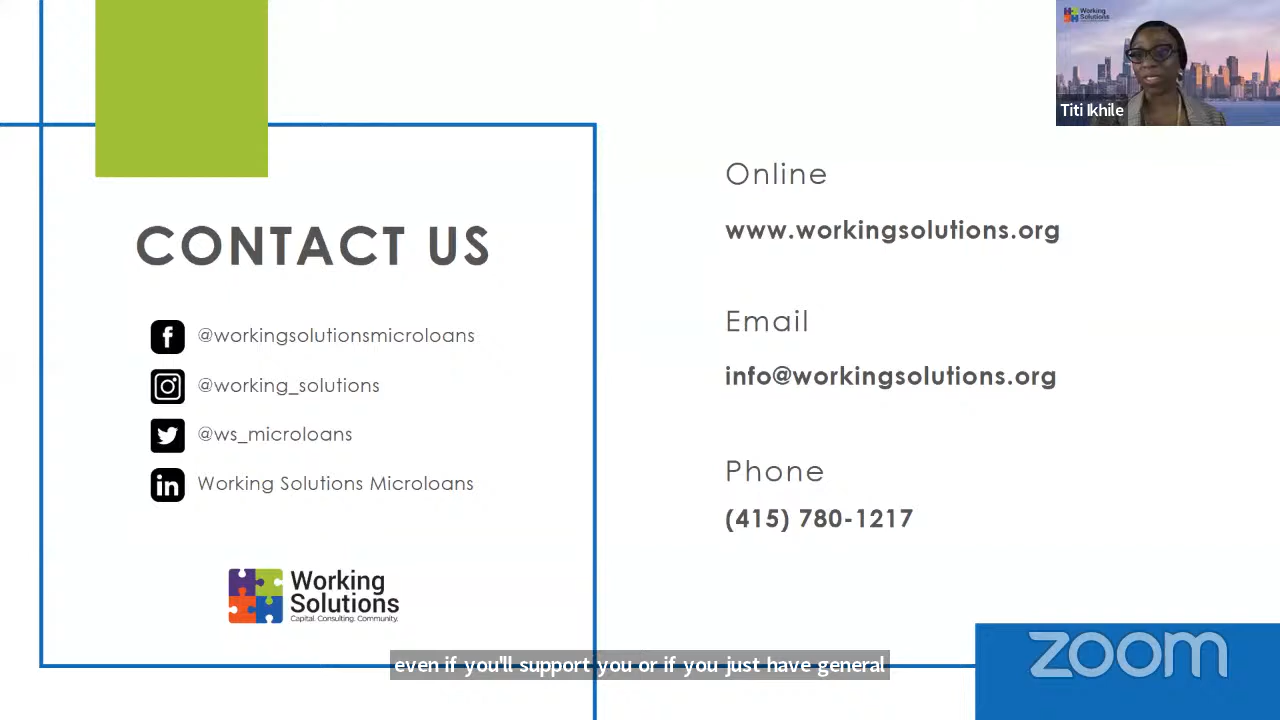 Working
Solutions
Titi Ikhile
CONTACT US
@workingsolutionsmicroloans
@working_solutions
@ws_microloans
Working Solutions Microloans
Working
Solutions
Capital. Consulting. Community.
Online
www.workingsolutions.org
Email
info@workingsolutions.org
Phone
(415) 780-1217
even if you'll support you or if you just have general
zoom